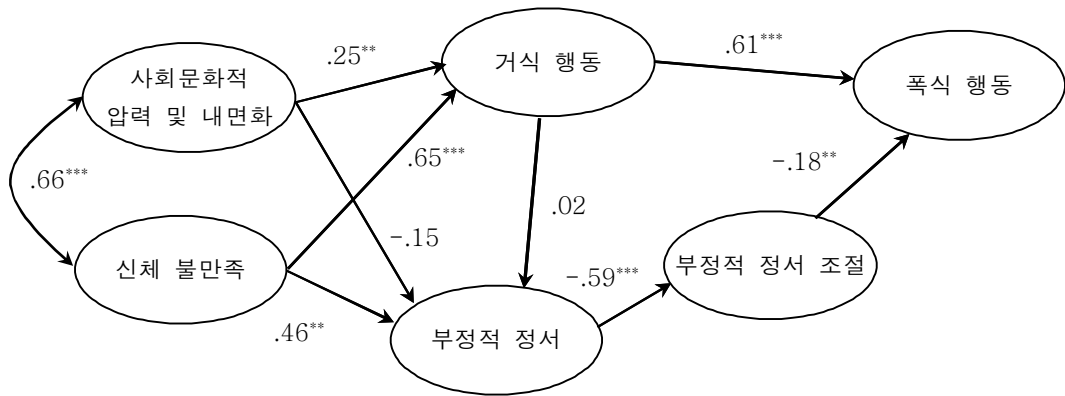 사회문화적
압력 및 내면화
.25**
거식 행동
.61***
폭식 행동
.66***
.65***
-.18**
.02
-.15
신체 불만족
부정적 정서 조절
-.59***
.46**
부정적 정서